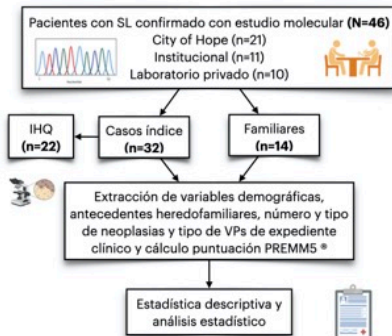 Pacientes con SL confirmado con estudio molecular (N=46)
City of Hope (n=21)
Institucional (n=11)
Laboratorio privado (n=10)
IHQ
(n=22)
Casos índice
(n=32)
Familiares
(n=14)
Extracción de variables demográficas,
antecedentes heredofamiliares, número y tipo
de neoplasias y tipo de VPs de expediente
clínico y cálculo puntuación PREMM5 ®
Estadística descriptiva y
análisis estadístico